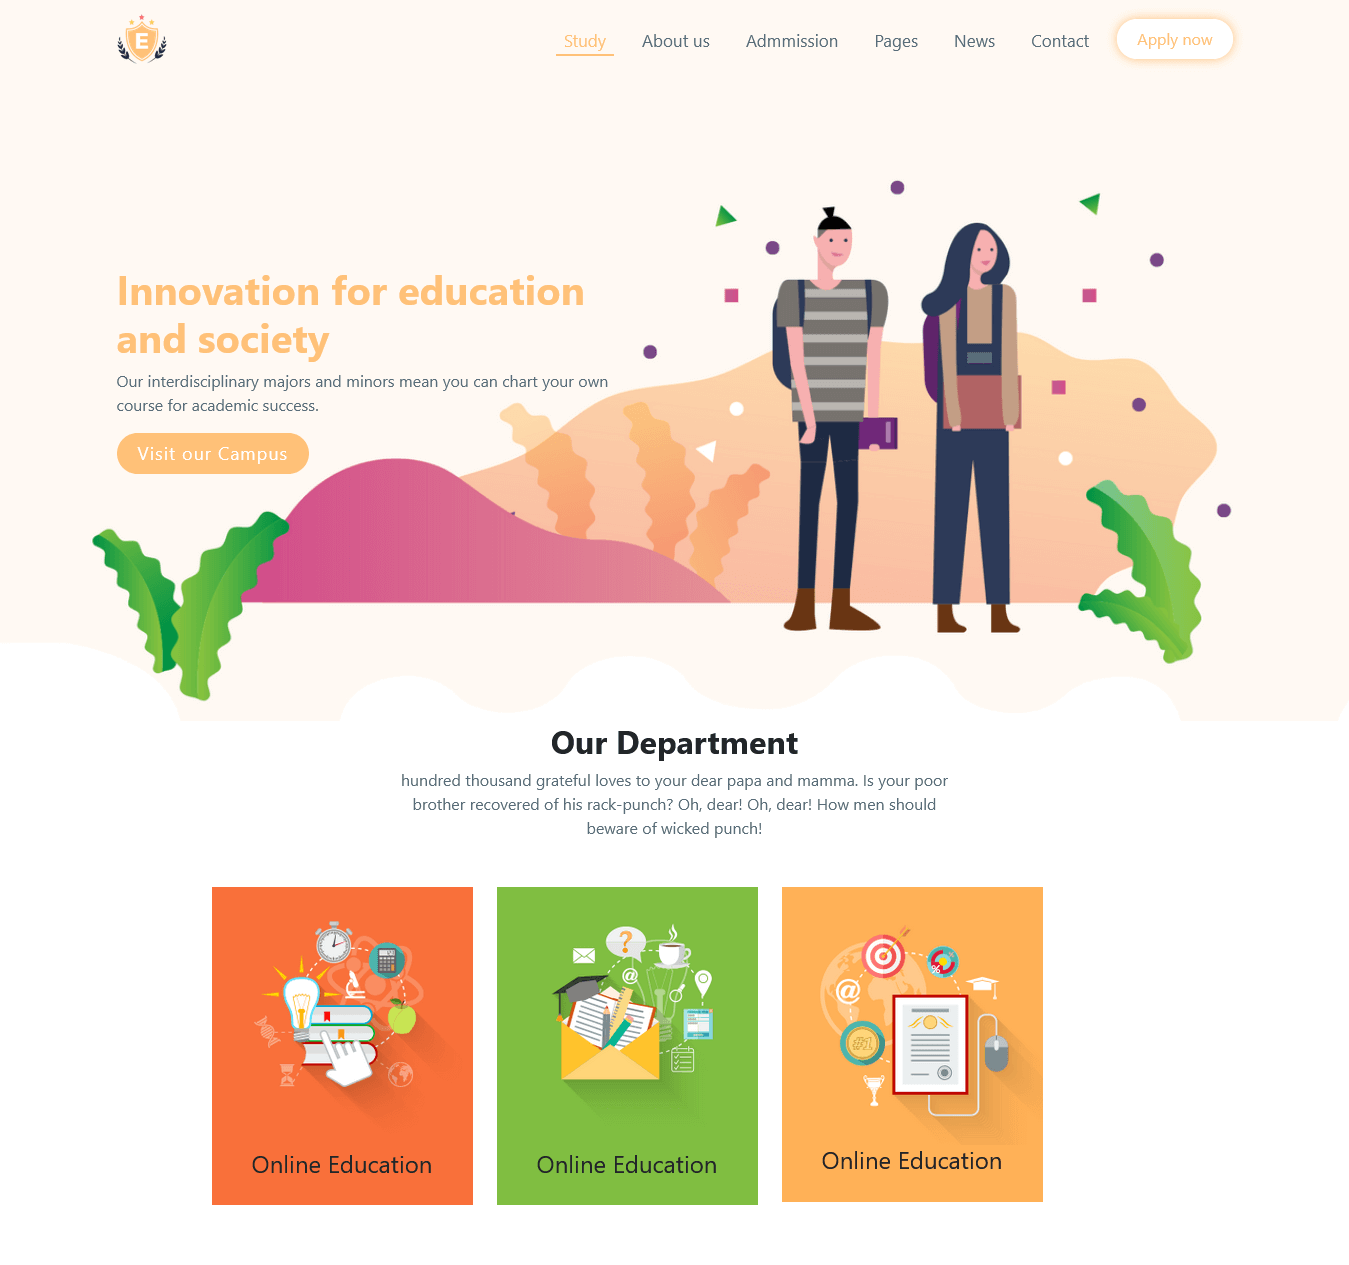 E
Study About us Admmission Pages News Contact Apply now
Innovation for education
and society
Our interdisciplinary majors and minors mean you can chart your own
course for academic success.
Visit our Campus
Our Department
hundred thousand grateful loves to your dear papa and mamma. Is your poor
brother recovered of his rack-punch? Oh, dear! Oh, dear! How men should
beware of wicked punch!
?
@
@
%
#1
Online Education
Online Education
Online Education